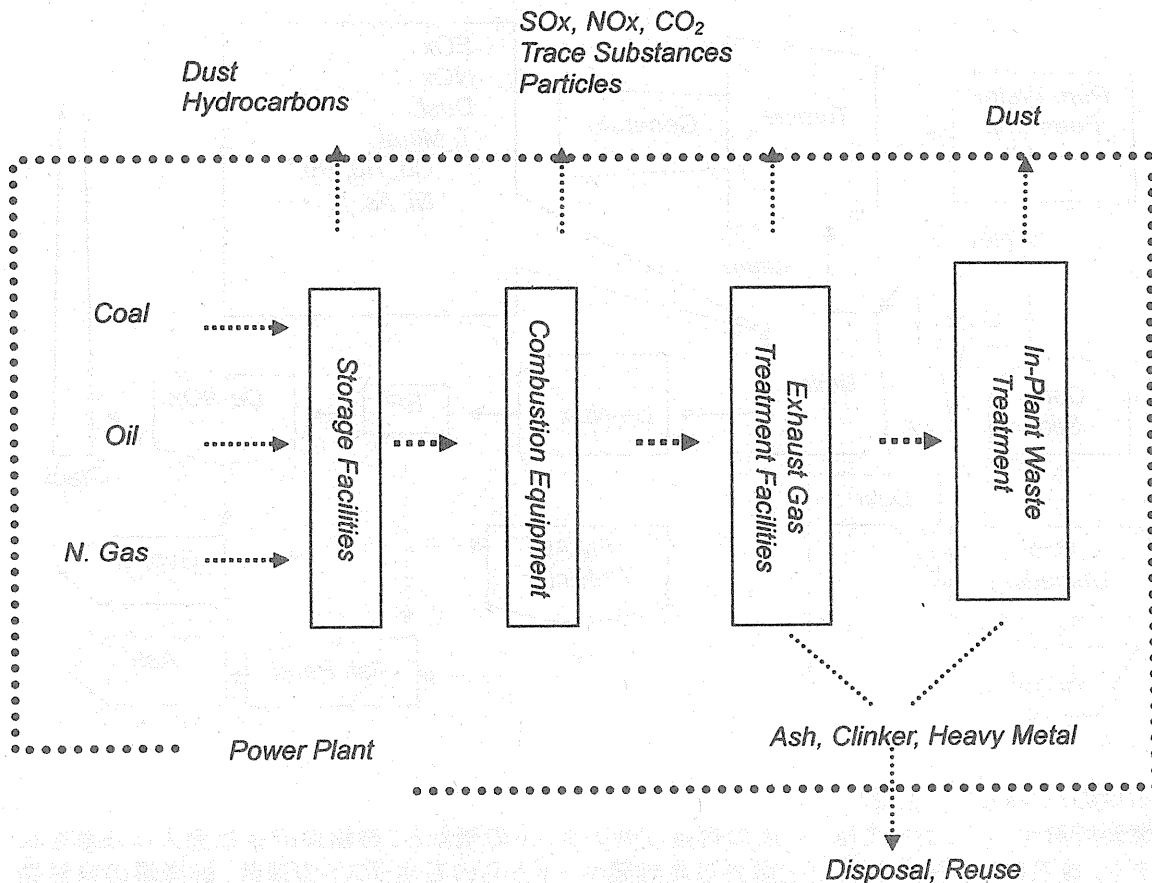 SOx, NOx, CO₂
Trace Substances
Particles
Dust
Hydrocarbons
Dust
Coal
Oil
N. Gas
Storage Facilities
Combustion Equipment
Exhaust Gas
Treatment Facilities
In-Plant Waste
Treatment
Power Plant
Ash, Clinker, Heavy Metal
Disposal, Reuse